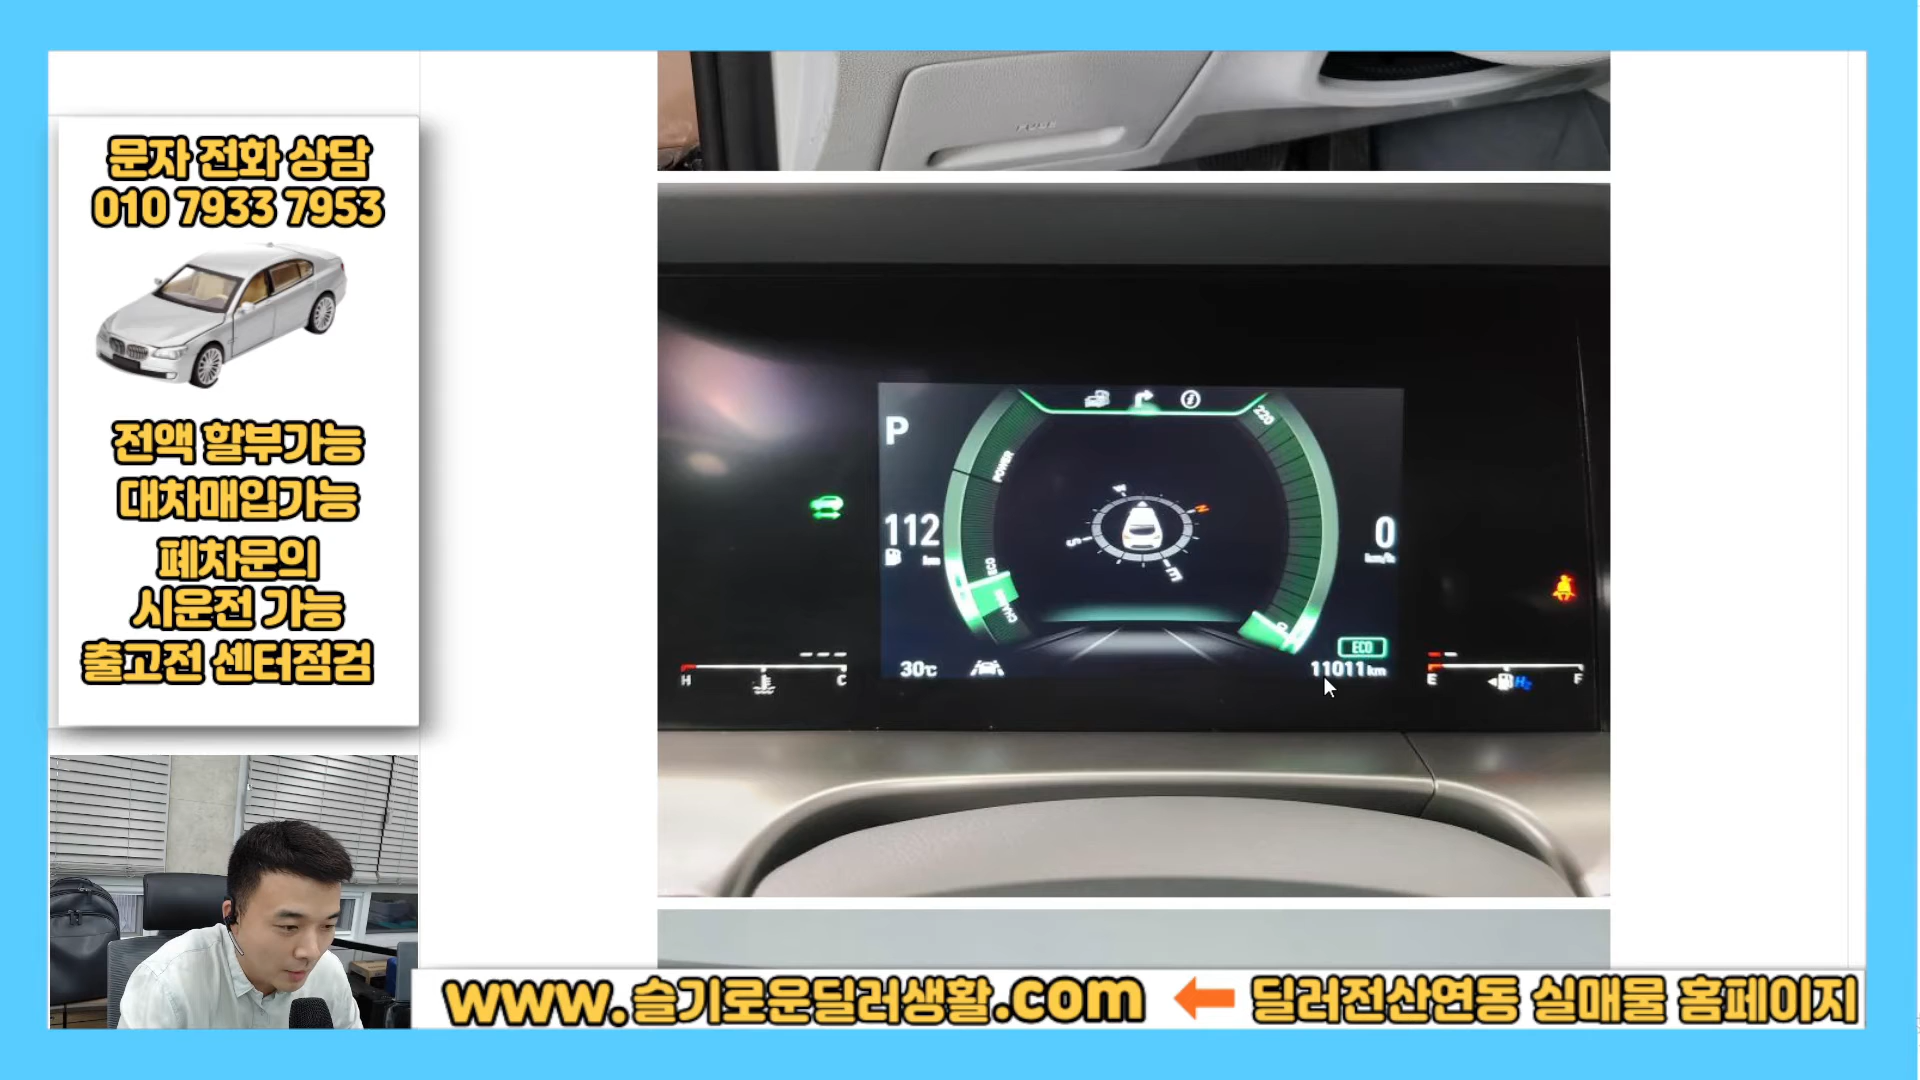 문자 전화 상담
010 7933 7953
전액 할부가능
대차매입가능
폐차문의
시운전 가능
출고전 센터점검
FUSE
P
220
POWER
112
km
ECO
CHARGE
0
km/h
W
N
S
E
0
ECO
30℃
11011 km
H
C
E
H₂
F
www.슬기로운딜러생활.com ← 딜러전산연동 실매물 홈페이지